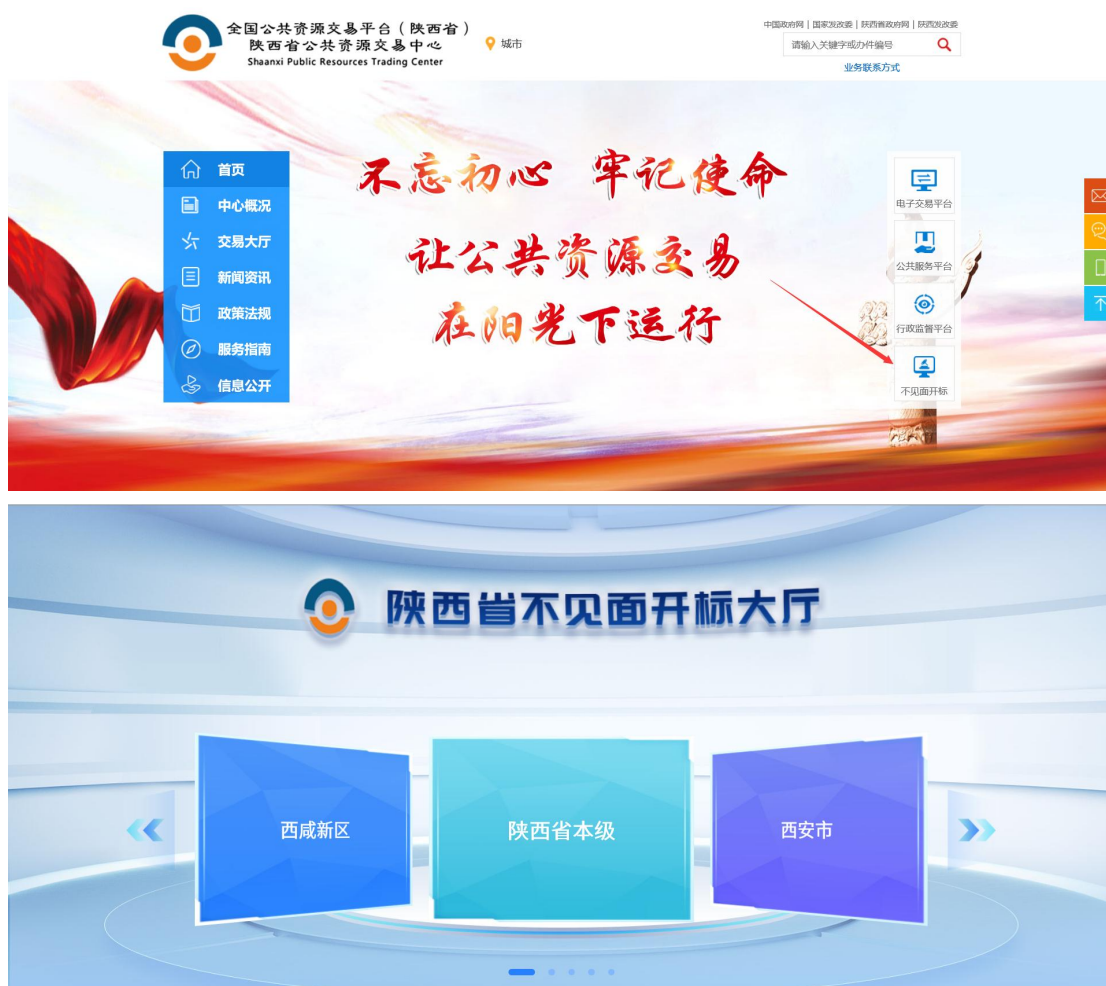 全国公共资源交易平台（陕西省）
陕西省公共资源交易中心
Shaanxi Public Resources Trading Center
城市
中国政府网 | 国家发改委 | 陕西省政府网 | 陕西发改委
请输入关键字或办件编号
业务联系方式
首页
中心概况
交易大厅
新闻资讯
政策法规
服务指南
信息公开
不忘初心 牢记使命
让公共资源交易
在阳光下运行
电子交易平台
公共服务平台
行政监督平台
不见面开标
陕西省不见面开标大厅
西咸新区
陕西省本级
西安市